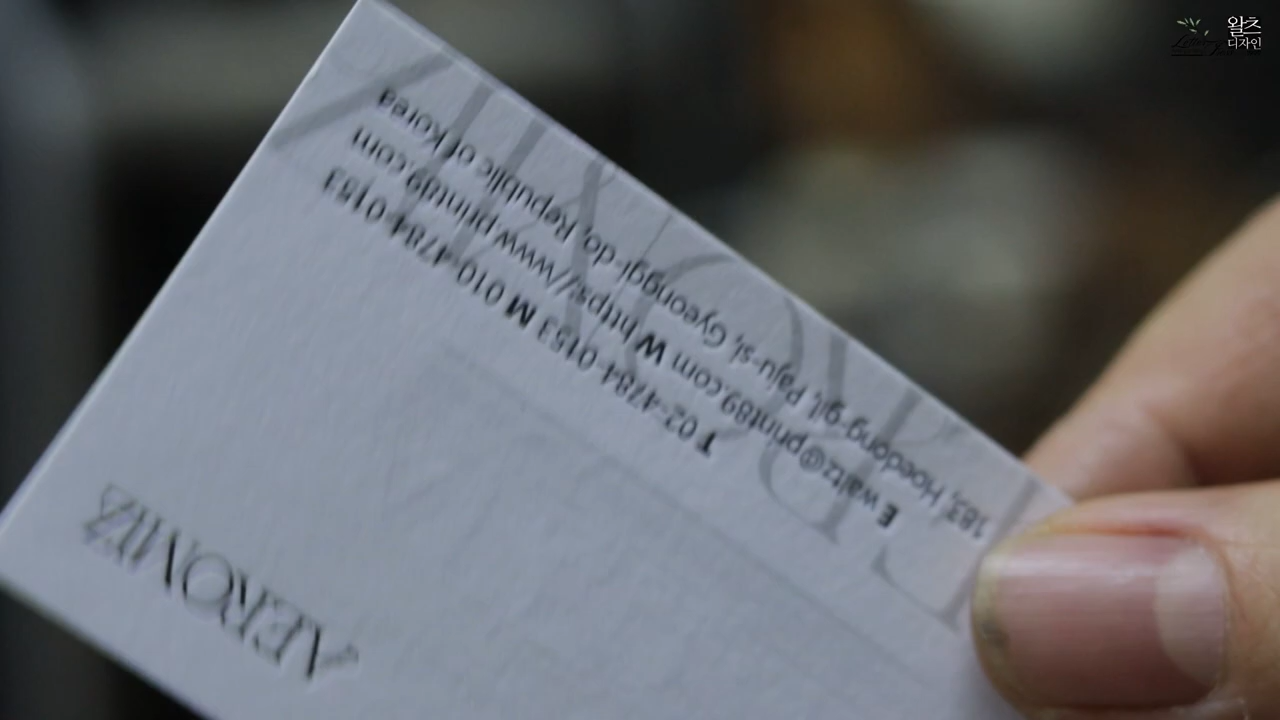 왈츠
디자인
AEROMIZ
T 02-4784-0153 M 010-4784-0153
E waltz@print89.com W https://www.print89.com
183, Hoedong-gil, Paju-si, Gyeonggi-do, Republic of Korea